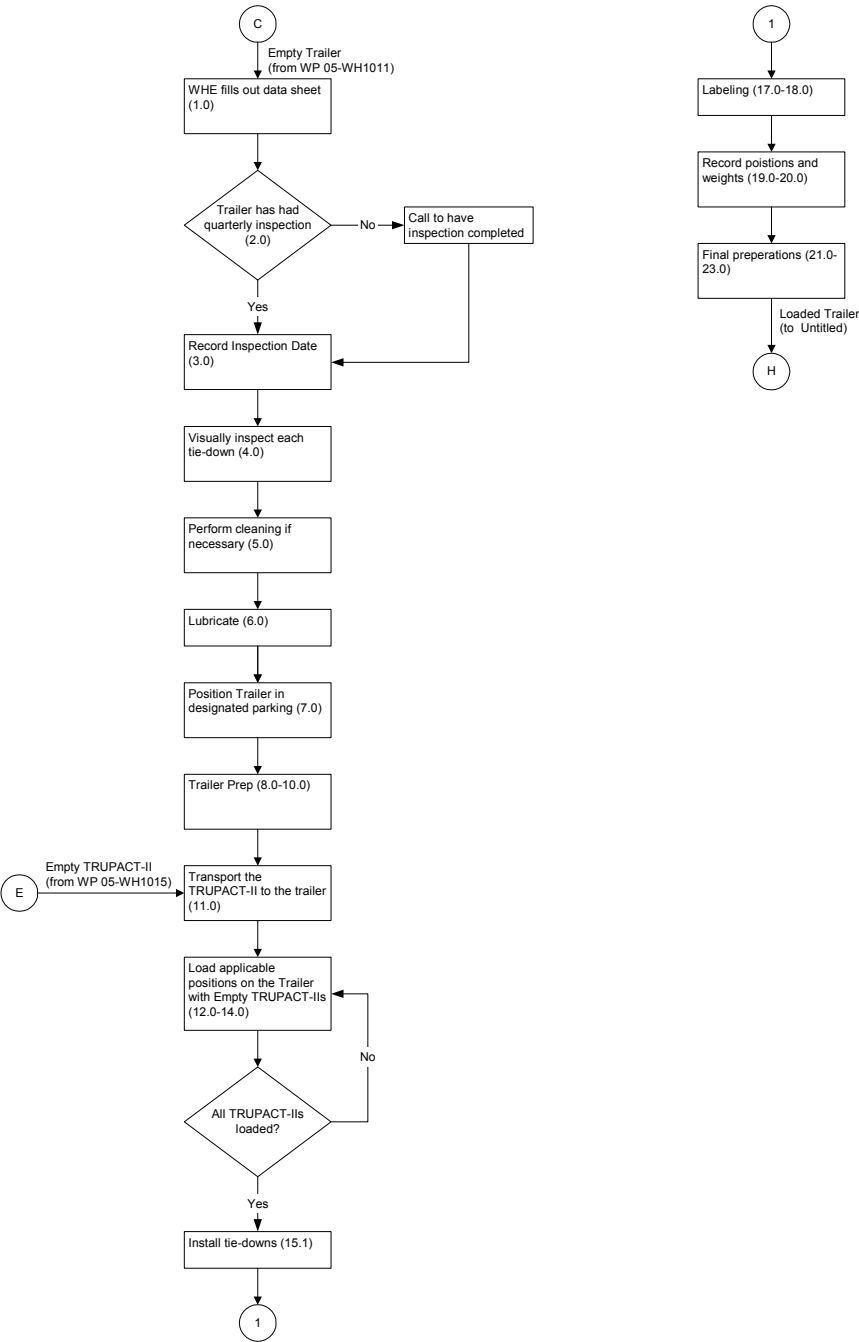 C
Empty Trailer
(from WP 05-WH1011)
WHE fills out data sheet
(1.0)
Trailer has had
quarterly inspection
(2.0)
No
Call to have
inspection completed
Yes
Record Inspection Date
(3.0)
Visually inspect each
tie-down (4.0)
Perform cleaning if
necessary (5.0)
Lubricate (6.0)
Position Trailer in
designated parking (7.0)
Trailer Prep (8.0-10.0)
E
Empty TRUPACT-II
(from WP 05-WH1015)
Transport the
TRUPACT-II to the trailer
(11.0)
Load applicable
positions on the Trailer
with Empty TRUPACT-IIs
(12.0-14.0)
No
All TRUPACT-IIs
loaded?
Yes
Install tie-downs (15.1)
1
1
Labeling (17.0-18.0)
Record poistions and
weights (19.0-20.0)
Final preperations (21.0-
23.0)
Loaded Trailer
(to  Untitled)
H